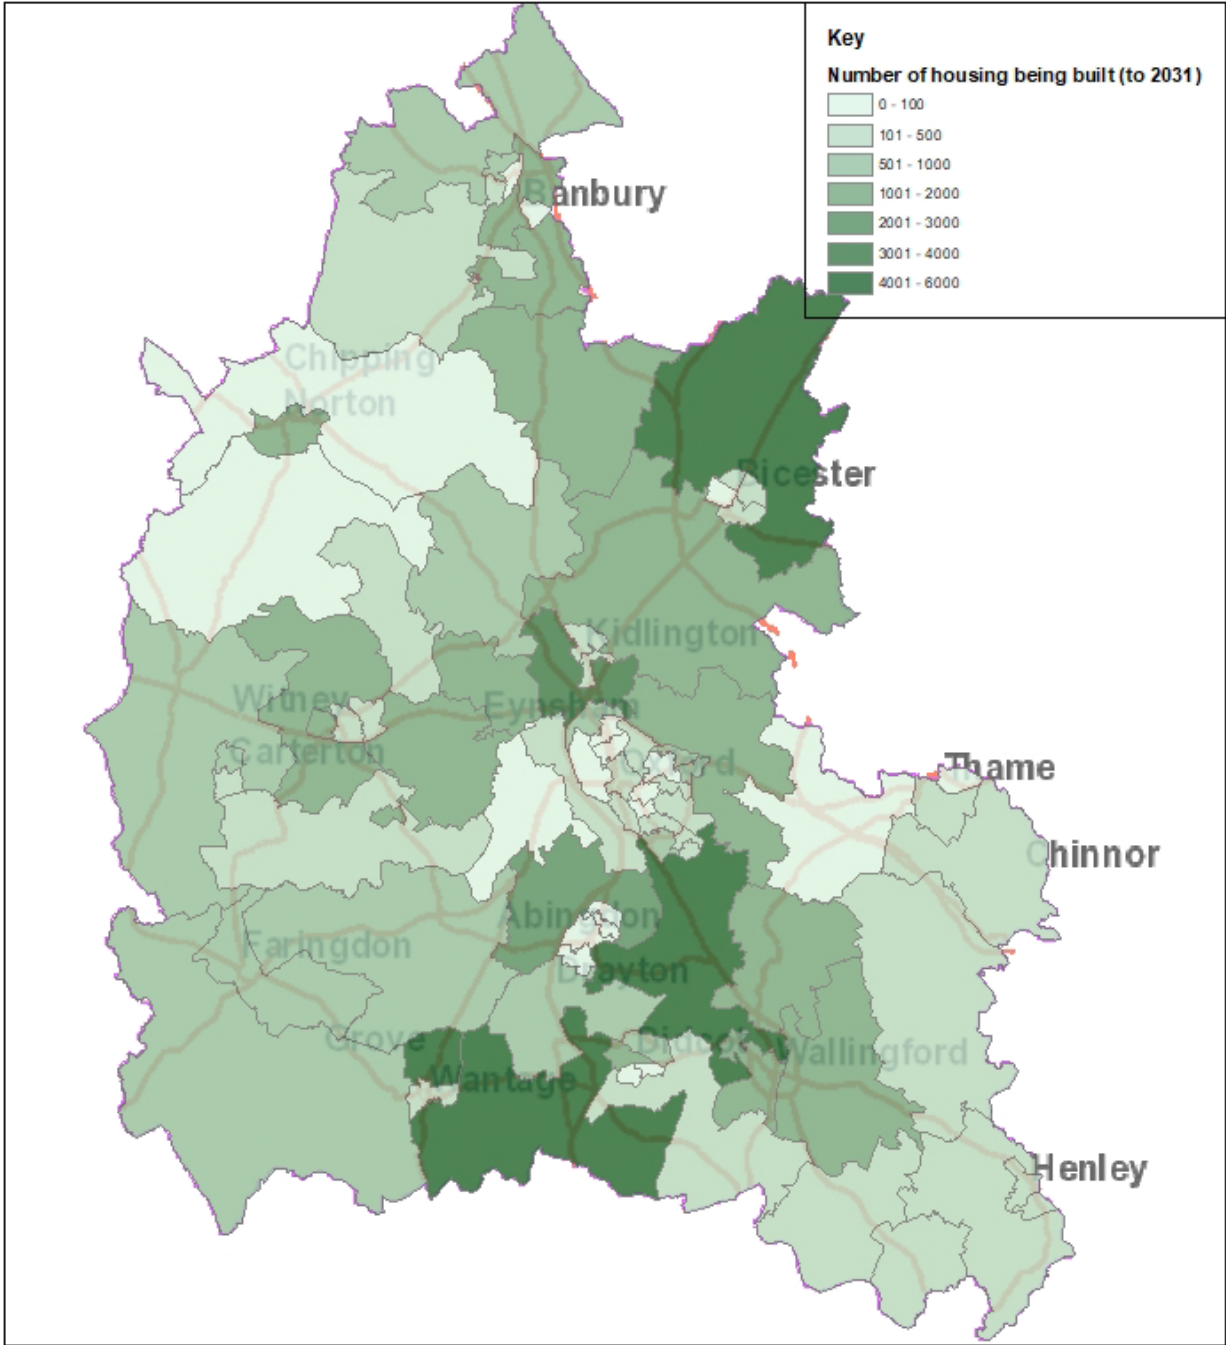 Key
Number of housing being built (to 2031)
0 - 100
101 - 500
501 - 1000
1001 - 2000
2001 - 3000
3001 - 4000
4001 - 6000
Banbury
Chipping
Norton
Bicester
Kidlington
Witney
Eynsham
Carterton
Oxford
Thame
Chinnor
Abingdon
Faringdon
Drayton
Grove
Didcot
Wallingford
Wantage
Henley